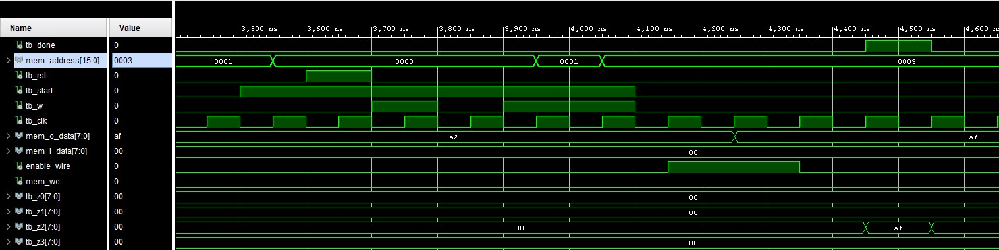 Name Value
3,500 ns 3,600 ns 3,700 ns 3,800 ns 3,900 ns 4,000 ns 4,100 ns 4,200 ns 4,300 ns 4,400 ns 4,500 ns 4,600 ns
tb_done 0
mem_address[15:0] 0003 0001 0000 0001 0003
tb_rst 0
tb_start 0
tb_w 0
tb_clk 0
mem_o_data[7:0] af a2 af
mem_i_data[7:0] 00 00
enable_wire 0
mem_we 0
tb_z0[7:0] 00 00
tb_z1[7:0] 00 00
tb_z2[7:0] 00 00 af
tb_z3[7:0] 00 00